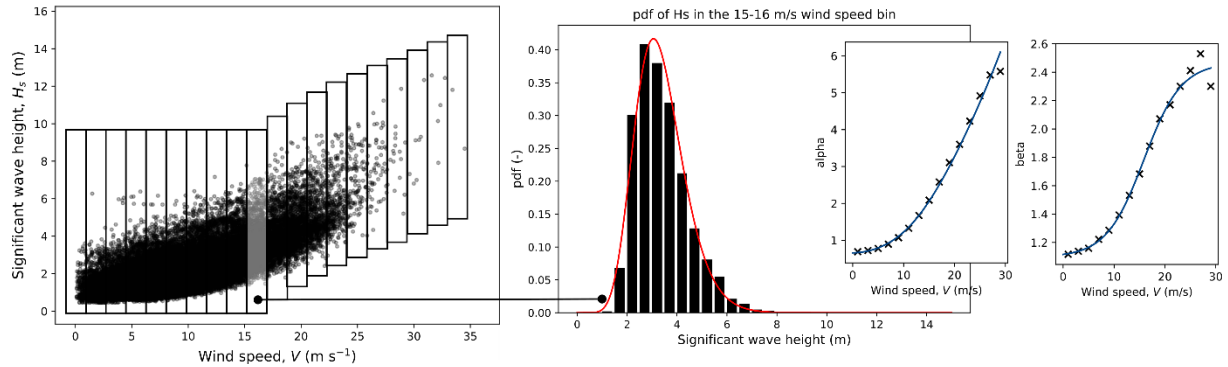 16
14
12
10
8
6
4
2
0
Significant wave height, Hs (m)
0 5 10 15 20 25 30 35
Wind speed, V (m s⁻¹)
pdf of Hs in the 15-16 m/s wind speed bin
0.40
0.35
0.30
0.25
0.20
0.15
0.10
0.05
0.00
pdf (-)
0 2 4 6 8 10 12 14
Significant wave height (m)
6
5
4
3
2
1
alpha
0 10 20 30
Wind speed, V (m/s)
2.6
2.4
2.2
2.0
1.8
1.6
1.4
1.2
beta
0 10 20 30
Wind speed, V (m/s)